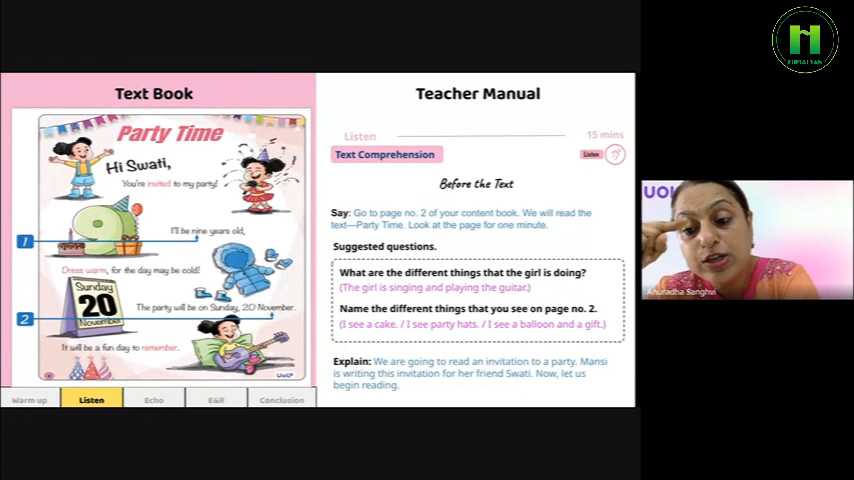 Text Book
Party Time
Hi Swati,
You're invited to my party!
I'll be nine years old,
1
Dress warm, for the day may be cold!
Sunday
20
November
The party will be on Sunday, 20 November.
2
It will be a fun day to remember.
UOLO
Warm up
Listen
Echo
E&R
Conclusion
Teacher Manual
Listen
15 mins
Text Comprehension
Listen
Before the Text
Say: Go to page no. 2 of your content book. We will read the
text—Party Time. Look at the page for one minute.
Suggested questions.
What are the different things that the girl is doing?
(The girl is singing and playing the guitar.)
Name the different things that you see on page no. 2.
(I see a cake. / I see party hats. / I see a balloon and a gift.)
Explain: We are going to read an invitation to a party. Mansi
is writing this invitation for her friend Swati. Now, let us
begin reading.
Anuradha Sanghvi